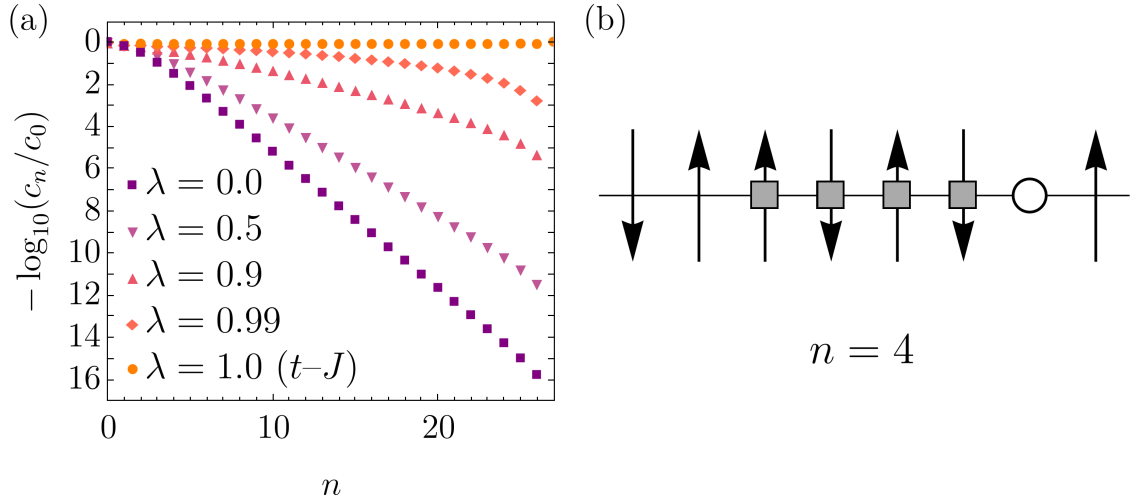 (a)
(b)
0
2
4
6
8
10
12
14
16
− log₁₀(cₙ/c₀)
λ = 0.0
λ = 0.5
λ = 0.9
λ = 0.99
λ = 1.0 (t–J)
0 10 20
n
n = 4